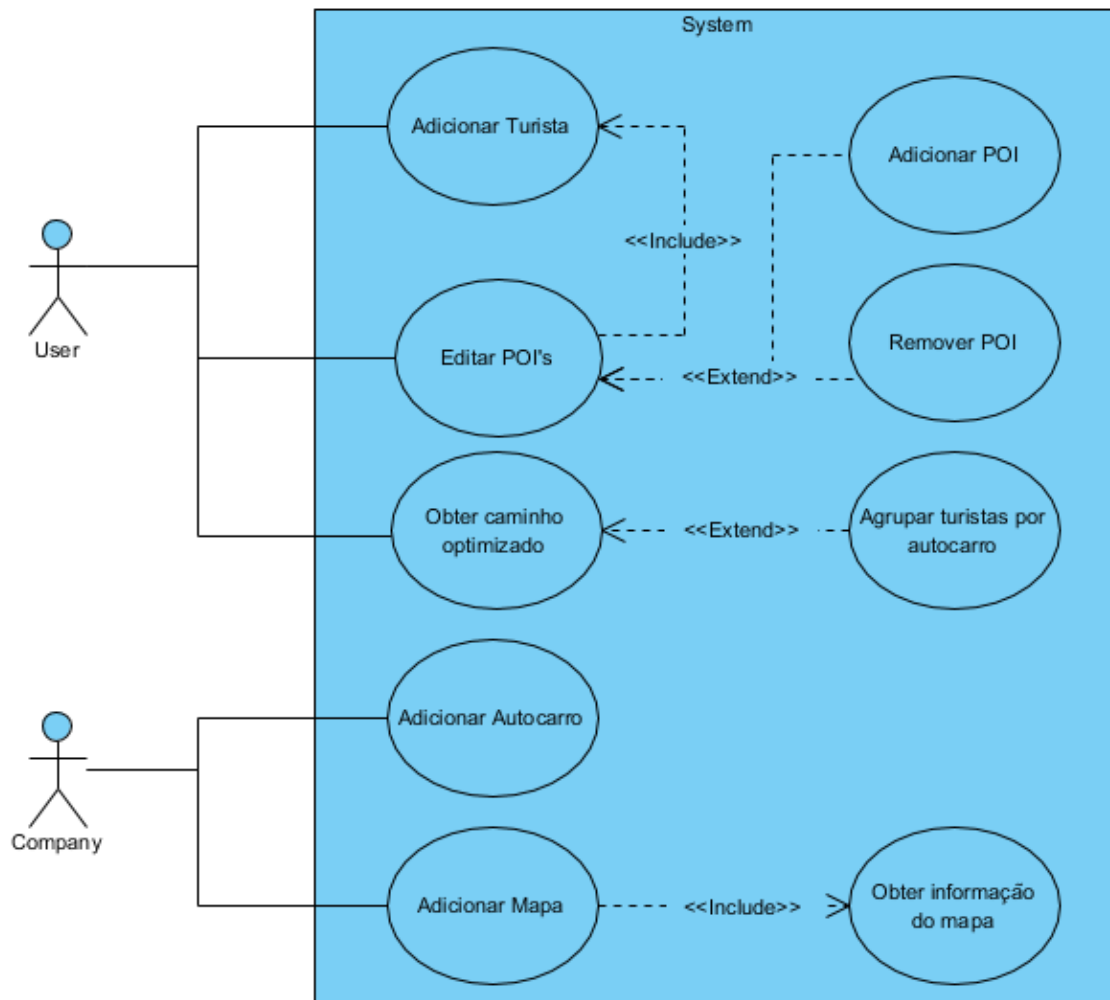 System
Adicionar Turista
Adicionar POI
<<Include>>
User
Editar POI's
Remover POI
<<Extend>>
Obter caminho
optimizado
<<Extend>>
Agrupar turistas por
autocarro
Adicionar Autocarro
Company
Adicionar Mapa
<<Include>>
Obter informação
do mapa